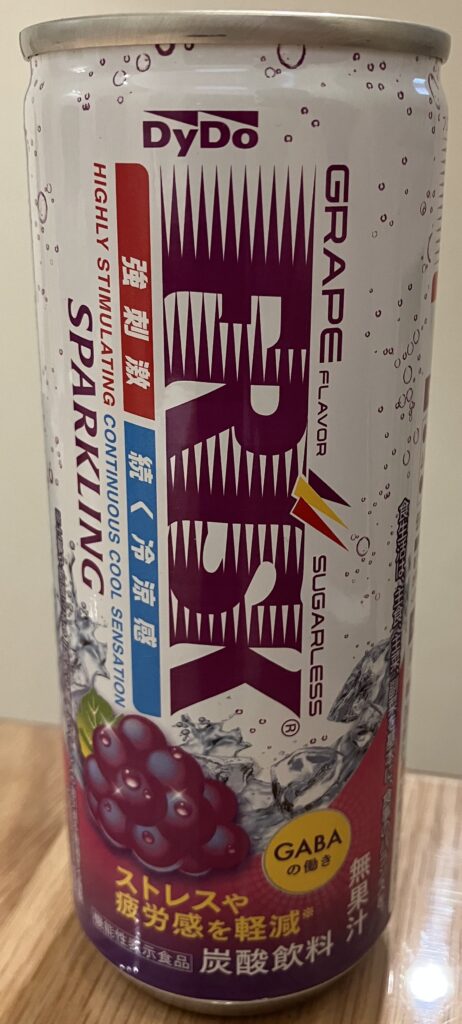 DyDo
GRAPE FLAVOR SUGARLESS
FRISK®
強刺激 続く冷涼感
HIGHLY STIMULATING CONTINUOUS COOL SENSATION
SPARKLING
GABA
の働き
ストレスや
疲労感を軽減※
無果汁
機能性表示食品
炭酸飲料